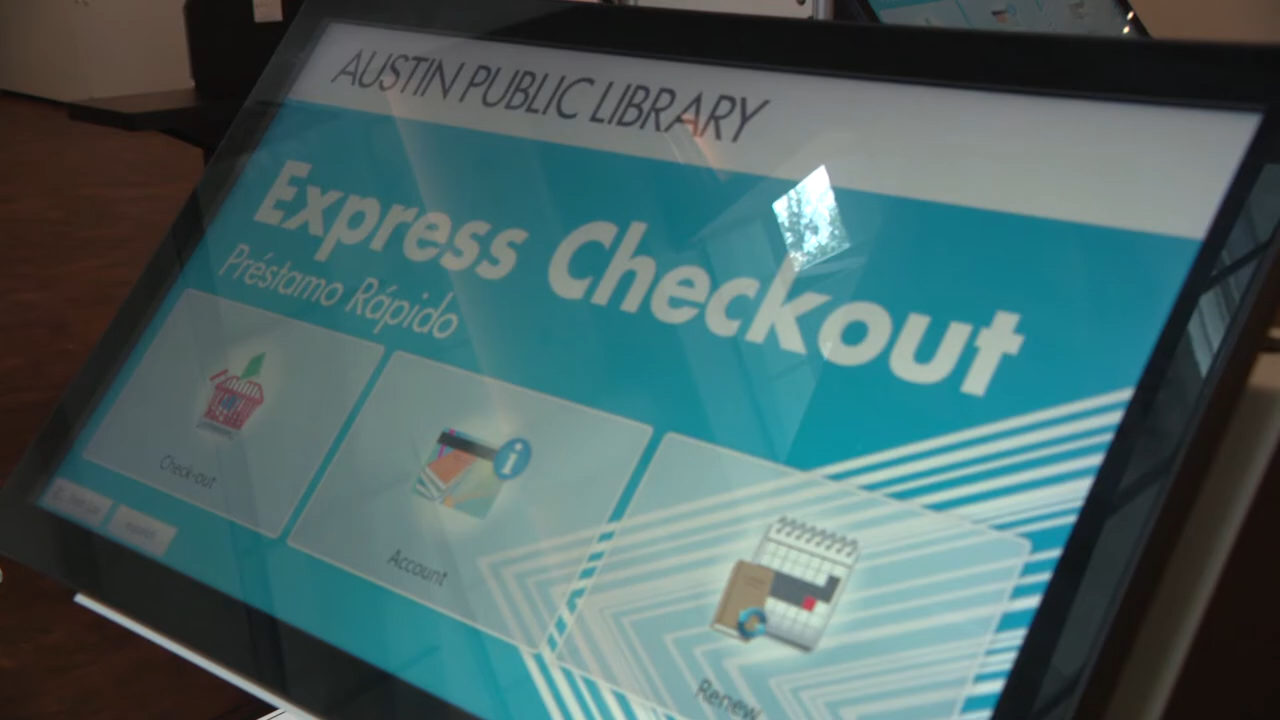 AUSTIN PUBLIC LIBRARY
Express Checkout
Préstamo Rápido
Check-out
Account
Renew